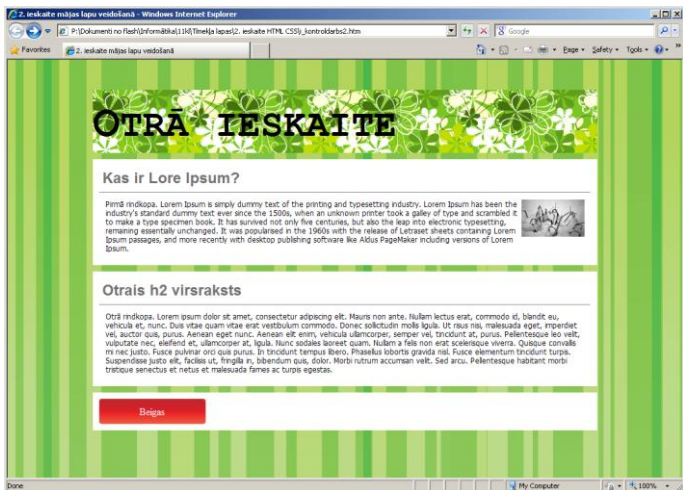 2. ieskaite mājas lapu veidošanā - Windows Internet Explorer
P:\Dokumenti no flash\Informātika\11kl\Tīmekļa lapas\2. ieskaite HTML CSS\j_kontroldarbs2.htm
Google
Favorites
2. ieskaite mājas lapu veidošanā
Page
Safety
Tools
OTRĀ IESKAITE
Kas ir Lore Ipsum?
Pirmā rindkopa. Lorem Ipsum is simply dummy text of the printing and typesetting industry. Lorem Ipsum has been the
industry's standard dummy text ever since the 1500s, when an unknown printer took a galley of type and scrambled it
to make a type specimen book. It has survived not only five centuries, but also the leap into electronic typesetting,
remaining essentially unchanged. It was popularised in the 1960s with the release of Letraset sheets containing Lorem
Ipsum passages, and more recently with desktop publishing software like Aldus PageMaker including versions of Lorem
Ipsum.
Otrais h2 virsraksts
Otrā rindkopa. Lorem ipsum dolor sit amet, consectetur adipiscing elit. Mauris non ante. Nullam lectus erat, commodo id, blandit eu,
vehicula et, nunc. Duis vitae quam vitae erat vestibulum commodo. Donec sollicitudin molis ligula. Ut risus nisi, malesuada eget, imperdiet
vel, auctor quis, purus. Aenean eget nunc. Aenean elit enim, vehicula ullamcorper, semper vel, tincidunt at, purus. Pellentesque leo velit,
vulputate nec, eleifend et, ullamcorper at, ligula. Nunc sodales laoreet quam. Nullam a felis non erat scelerisque viverra. Quisque convalis
mi nec justo. Fusce pulvinar orci quis purus. In tincidunt tempus libero. Phasellus lobortis gravida nisl. Fusce elementum tincidunt turpis.
Suspendisse justo elit, facilisis ut, fringilla in, bibendum quis, dolor. Morbi rutrum accumsan velit. Sed arcu. Pellentesque habitant morbi
tristique senectus et netus et malesuada fames ac turpis egestas.
Beigas
Done
My Computer
100%